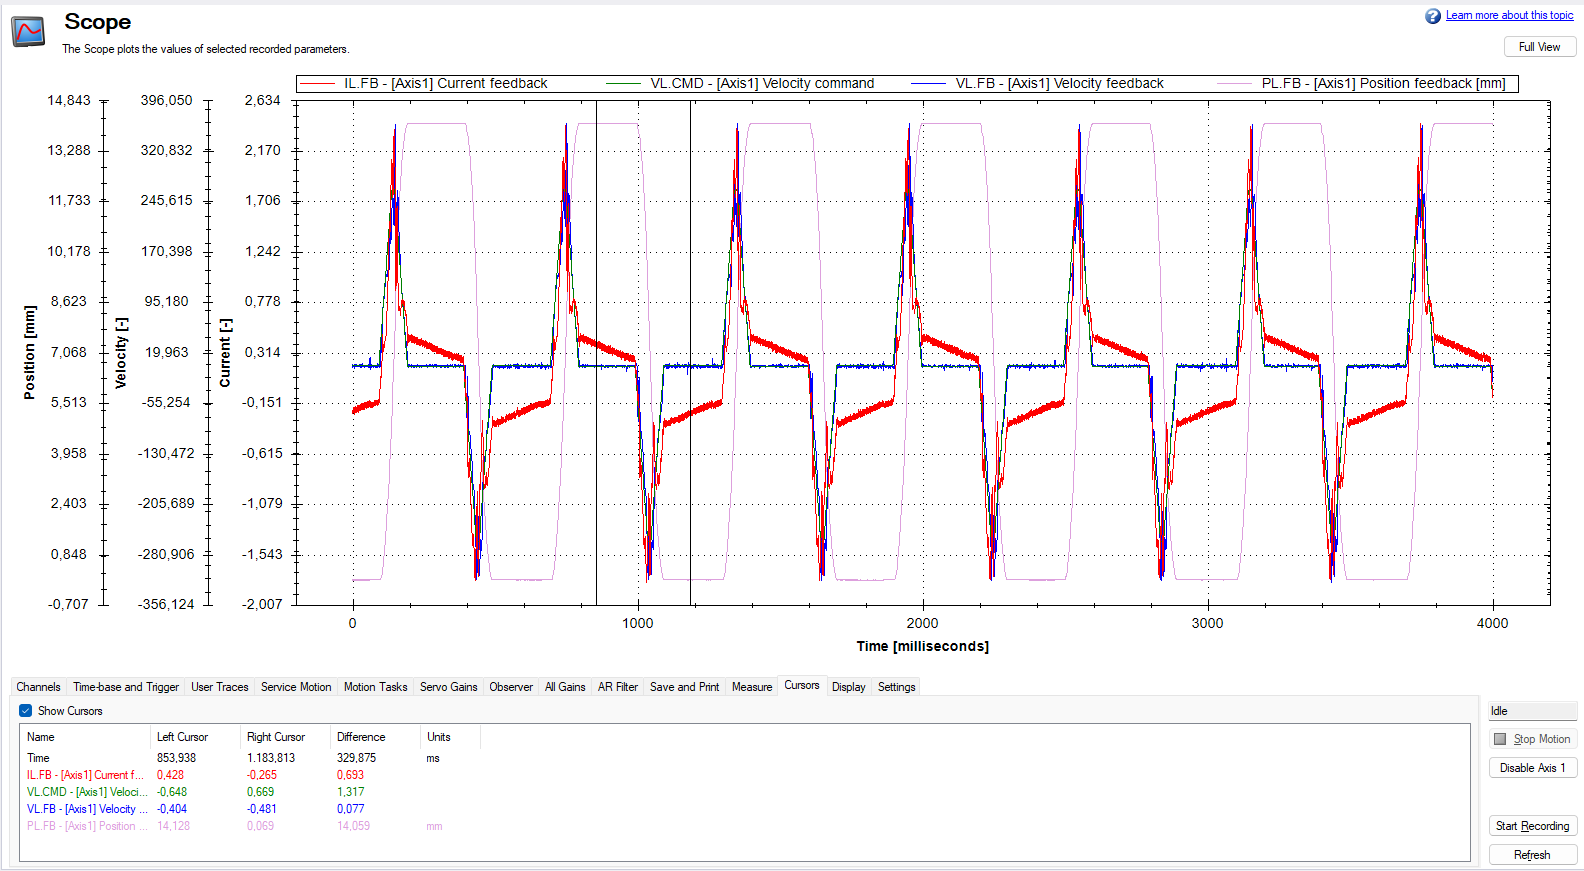 Scope
Learn more about this topic
The Scope plots the values of selected recorded parameters.
Full View
IL.FB - [Axis1] Current feedback VL.CMD - [Axis1] Velocity command VL.FB - [Axis1] Velocity feedback PL.FB - [Axis1] Position feedback [mm]
14,843 396,050 2,634
13,288 320,832 2,170
11,733 245,615 1,706
10,178 170,398 1,242
8,623 95,180 0,778
7,068 19,963 0,314
5,513 -55,254 -0,151
3,958 -130,472 -0,615
2,403 -205,689 -1,079
0,848 -280,906 -1,543
-0,707 -356,124 -2,007
Position [mm]
Velocity [-]
Current [-]
0 1000 2000 3000 4000
Time [milliseconds]
Channels Time-base and Trigger User Traces Service Motion Motion Tasks Servo Gains Observer All Gains AR Filter Save and Print Measure Cursors Display Settings
Show Cursors
Name Left Cursor Right Cursor Difference Units
Time 853,938 1.183,813 329,875 ms
IL.FB - [Axis1] Current f... 0,428 -0,265 0,693
VL.CMD - [Axis1] Veloci... -0,648 0,669 1,317
VL.FB - [Axis1] Velocity ... -0,404 -0,481 0,077
PL.FB - [Axis1] Position ... 14,128 0,069 14,059 mm
Idle
Stop Motion
Disable Axis 1
Start Recording
Refresh